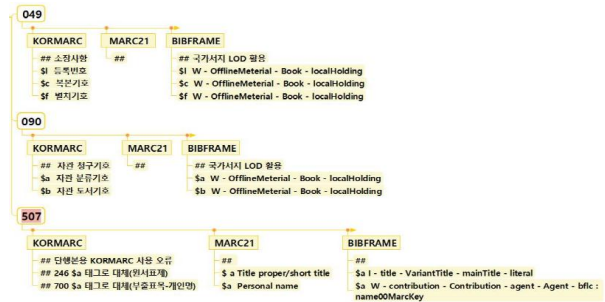 049
KORMARC MARC21 BIBFRAME
## 소장사항 ## ## 국가서지 LOD 활용
$l 등록번호 $l W - OfflineMeterial - Book - localHolding
$c 복본기호 $c W - OfflineMeterial - Book - localHolding
$f 별치기호 $f W - OfflineMeterial - Book - localHolding
090
KORMARC MARC21 BIBFRAME
## 자관 청구기호 ## ## 국가서지 LOD 활용
$a 자관 분류기호 $a W - OfflineMeterial - Book - localHolding
$b 자관 도서기호 $b W - OfflineMeterial - Book - localHolding
507
KORMARC MARC21 BIBFRAME
## 단행본용 KORMARC 사용 오류 ## ##
## 246 $a 태그로 대체(원서표제) $ a Title proper/short title $a I - title - VariantTitle - mainTitle - literal
## 700 $a 태그로 대체(부출표목-개인명) $a Personal name $a W - contribution - Contribution - agent - Agent - bflc :
name00MarcKey